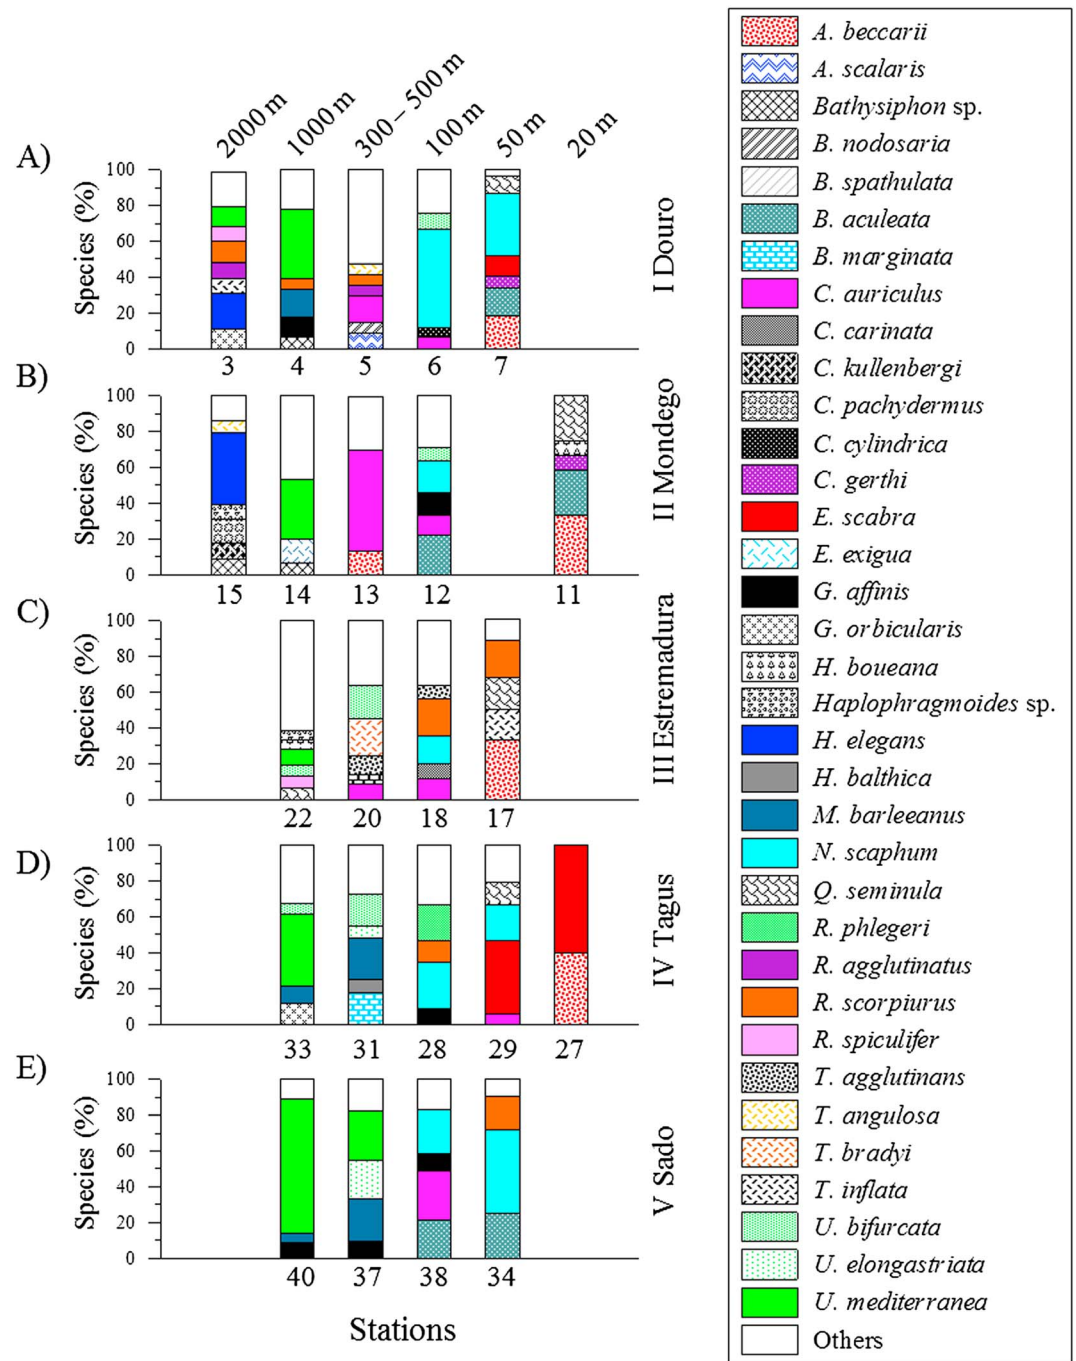 2000 m
1000 m
300 – 500 m
100 m
50 m
20 m
A)
Species (%)
100
80
60
40
20
0
3
4
5
6
7
I Douro
B)
Species (%)
100
80
60
40
20
0
15
14
13
12
11
II Mondego
C)
Species (%)
100
80
60
40
20
0
22
20
18
17
III Estremadura
D)
Species (%)
100
80
60
40
20
0
33
31
28
29
27
IV Tagus
E)
Species (%)
100
80
60
40
20
0
40
37
38
34
V Sado
Stations
A. beccarii
A. scalaris
Bathysiphon sp.
B. nodosaria
B. spathulata
B. aculeata
B. marginata
C. auriculus
C. carinata
C. kullenbergi
C. pachydermus
C. cylindrica
C. gerthi
E. scabra
E. exigua
G. affinis
G. orbicularis
H. boueana
Haplophragmoides sp.
H. elegans
H. balthica
M. barleeanus
N. scaphum
Q. seminula
R. phlegeri
R. agglutinatus
R. scorpiurus
R. spiculifer
T. agglutinans
T. angulosa
T. bradyi
T. inflata
U. bifurcata
U. elongastriata
U. mediterranea
Others